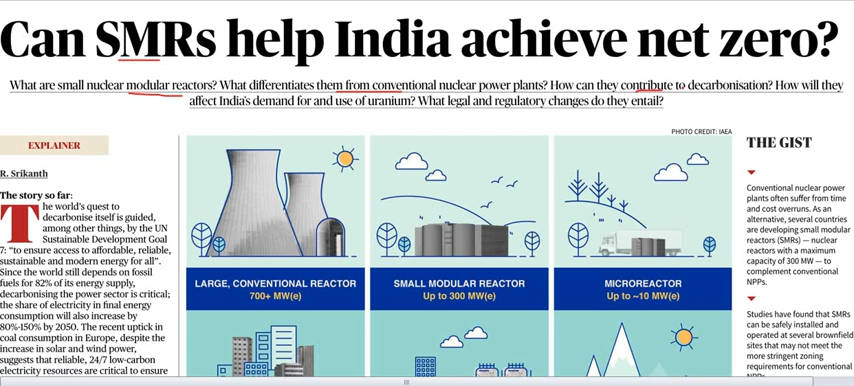 Can SMRs help India achieve net zero?
What are small nuclear modular reactors? What differentiates them from conventional nuclear power plants? How can they contribute to decarbonisation? How will they
affect India's demand for and use of uranium? What legal and regulatory changes do they entail?
PHOTO CREDIT: IAEA
EXPLAINER
R. Srikanth
The story so far:
The world's quest to
decarbonise itself is guided,
among other things, by the UN
Sustainable Development Goal
7: "to ensure access to affordable, reliable,
sustainable and modern energy for all".
Since the world still depends on fossil
fuels for 82% of its energy supply,
decarbonising the power sector is critical;
the share of electricity in final energy
consumption will also increase by
80%-150% by 2050. The recent uptick in
coal consumption in Europe, despite the
increase in solar and wind power,
suggests that reliable, 24/7 low-carbon
electricity resources are critical to ensure
LARGE, CONVENTIONAL REACTOR
700+ MW(e)
SMALL MODULAR REACTOR
Up to 300 MW(e)
MICROREACTOR
Up to ~10 MW(e)
THE GIST
Conventional nuclear power
plants often suffer from time
and cost overruns. As an
alternative, several countries
are developing small modular
reactors (SMRs) — nuclear
reactors with a maximum
capacity of 300 MW — to
complement conventional
NPPs.
Studies have found that SMRs
can be safely installed and
operated at several brownfield
sites that may not meet the
more stringent zoning
requirements for conventional